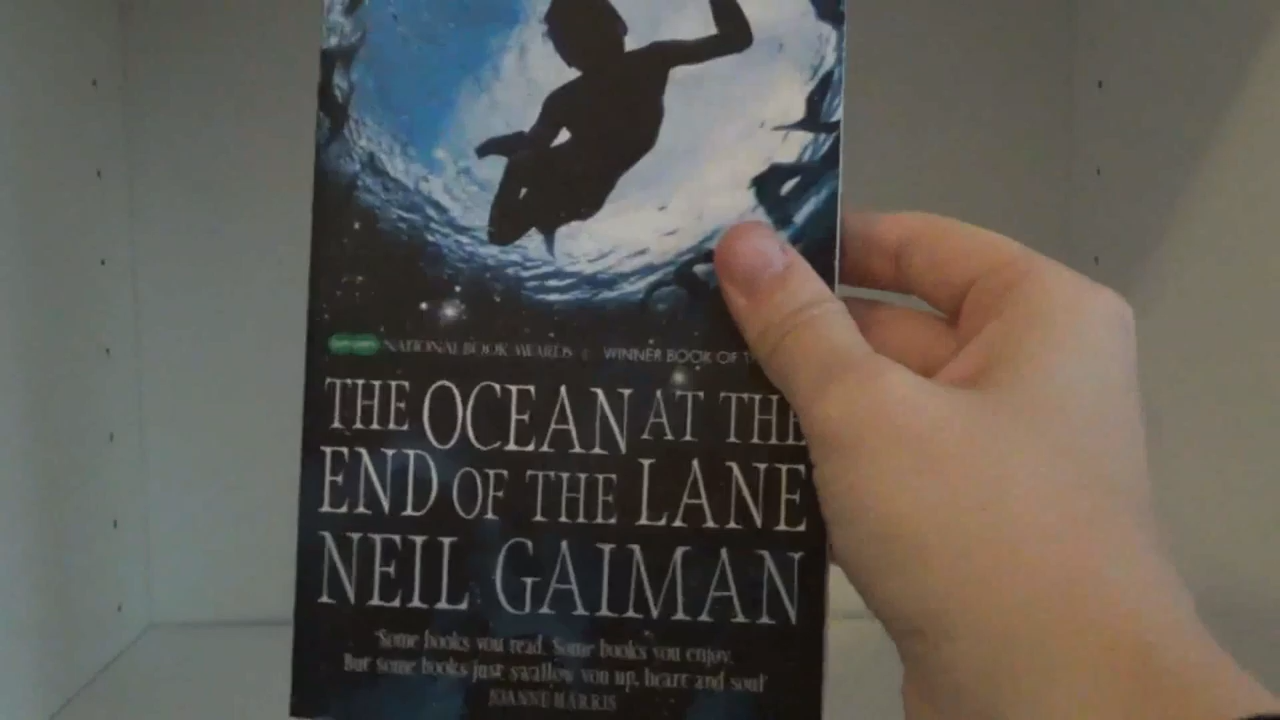 NATIONAL BOOK AWARDS WINNER BOOK OF
THE OCEAN AT THE
END OF THE LANE
NEIL GAIMAN
'Some books you read. Some books you enjoy.
But some books just swallow you up, heart and soul'
JOANNE HARRIS